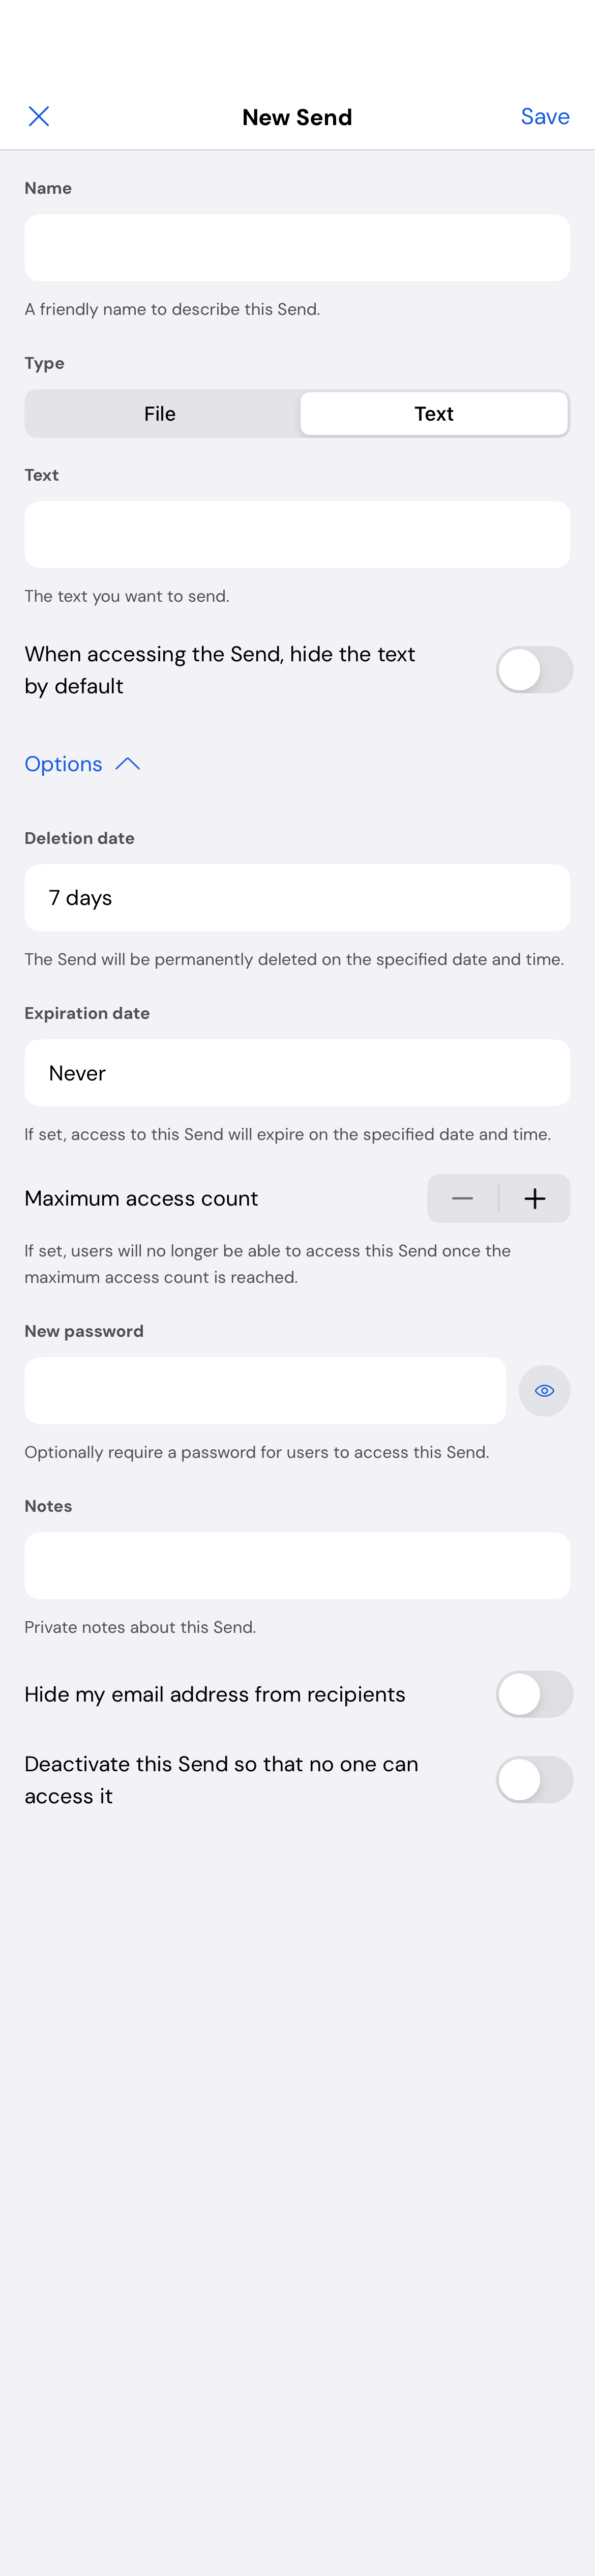 New Send
Save
Name
A friendly name to describe this Send.
Type
File
Text
Text
The text you want to send.
When accessing the Send, hide the text
by default
Options
Deletion date
7 days
The Send will be permanently deleted on the specified date and time.
Expiration date
Never
If set, access to this Send will expire on the specified date and time.
Maximum access count
If set, users will no longer be able to access this Send once the
maximum access count is reached.
New password
Optionally require a password for users to access this Send.
Notes
Private notes about this Send.
Hide my email address from recipients
Deactivate this Send so that no one can
access it